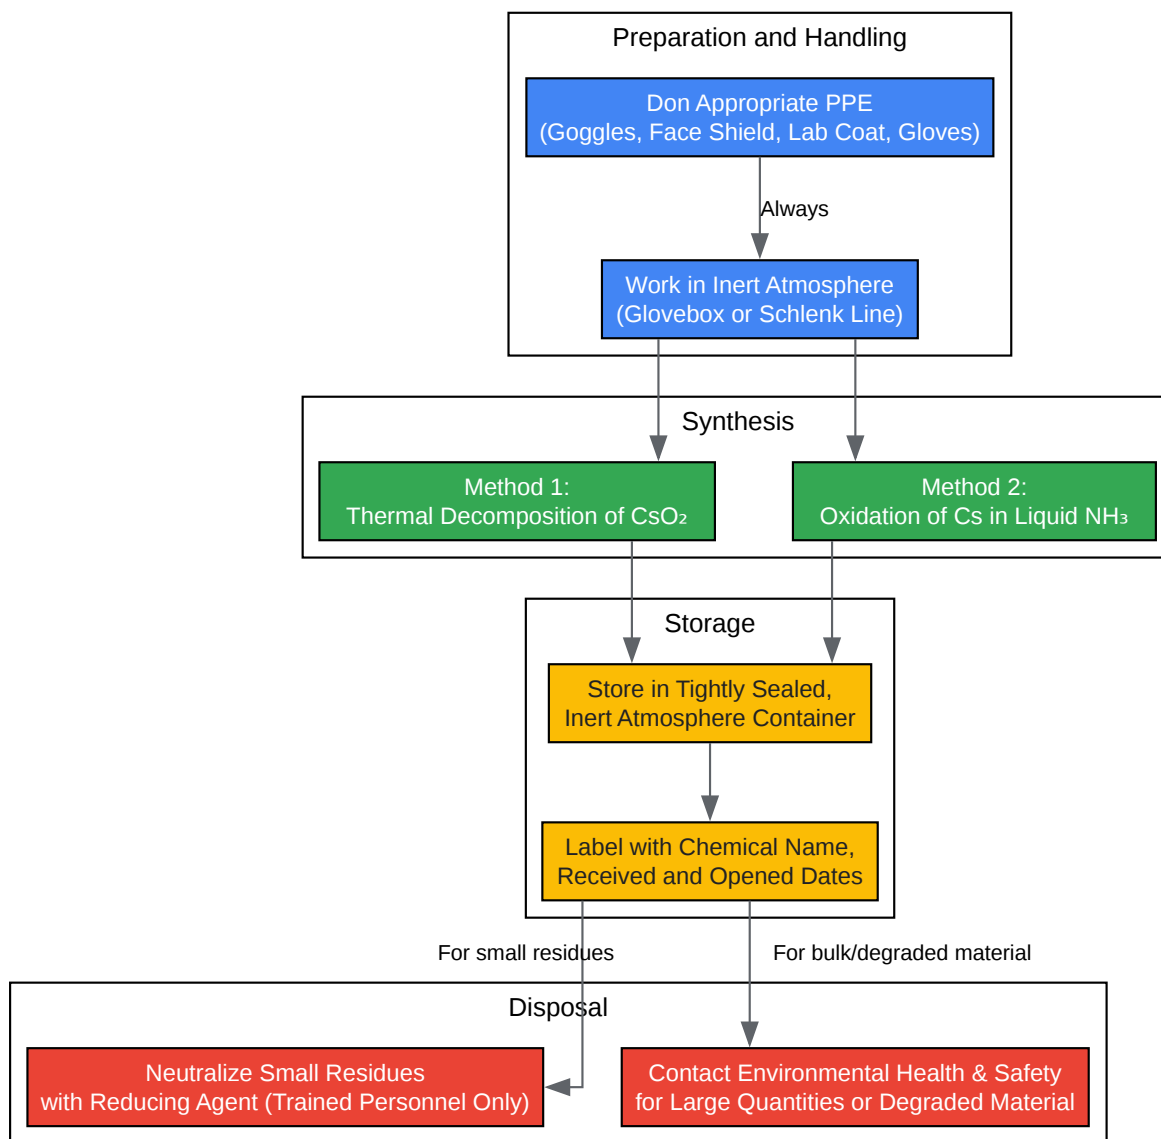 Preparation and Handling
Don Appropriate PPE
(Goggles, Face Shield, Lab Coat, Gloves)
Always
Work in Inert Atmosphere
(Glovebox or Schlenk Line)
Synthesis
Method 1:
Thermal Decomposition of CsO₂
Method 2:
Oxidation of Cs in Liquid NH₃
Storage
Store in Tightly Sealed,
Inert Atmosphere Container
Label with Chemical Name,
Received and Opened Dates
For small residues
For bulk/degraded material
Disposal
Neutralize Small Residues
with Reducing Agent (Trained Personnel Only)
Contact Environmental Health & Safety
for Large Quantities or Degraded Material